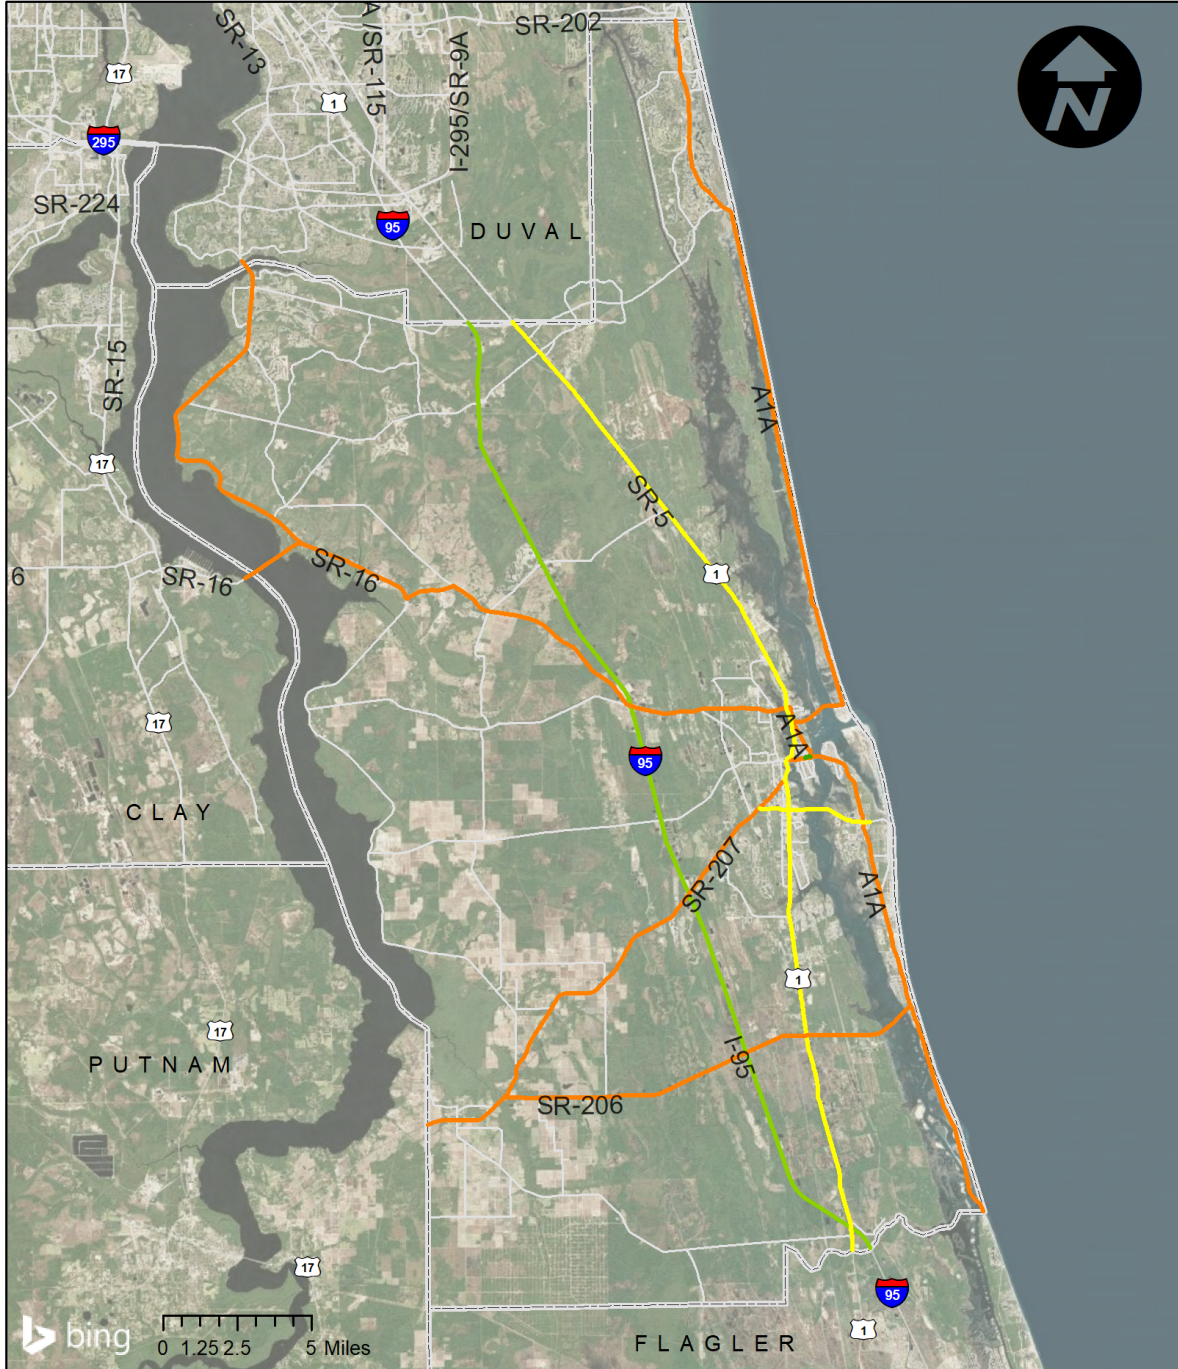 SR-202
SR-13
A /SR-115
I-295/SR-9A
17
1
N
295
SR-224
95
DUVAL
SR-15
A1A
17
SR-5
6
SR-16
SR-16
1
17
A1A
95
CLAY
SR-207
A1A
1
17
PUTNAM
I-95
SR-206
17
95
bing
0 1.25 2.5 5 Miles
FLAGLER
1